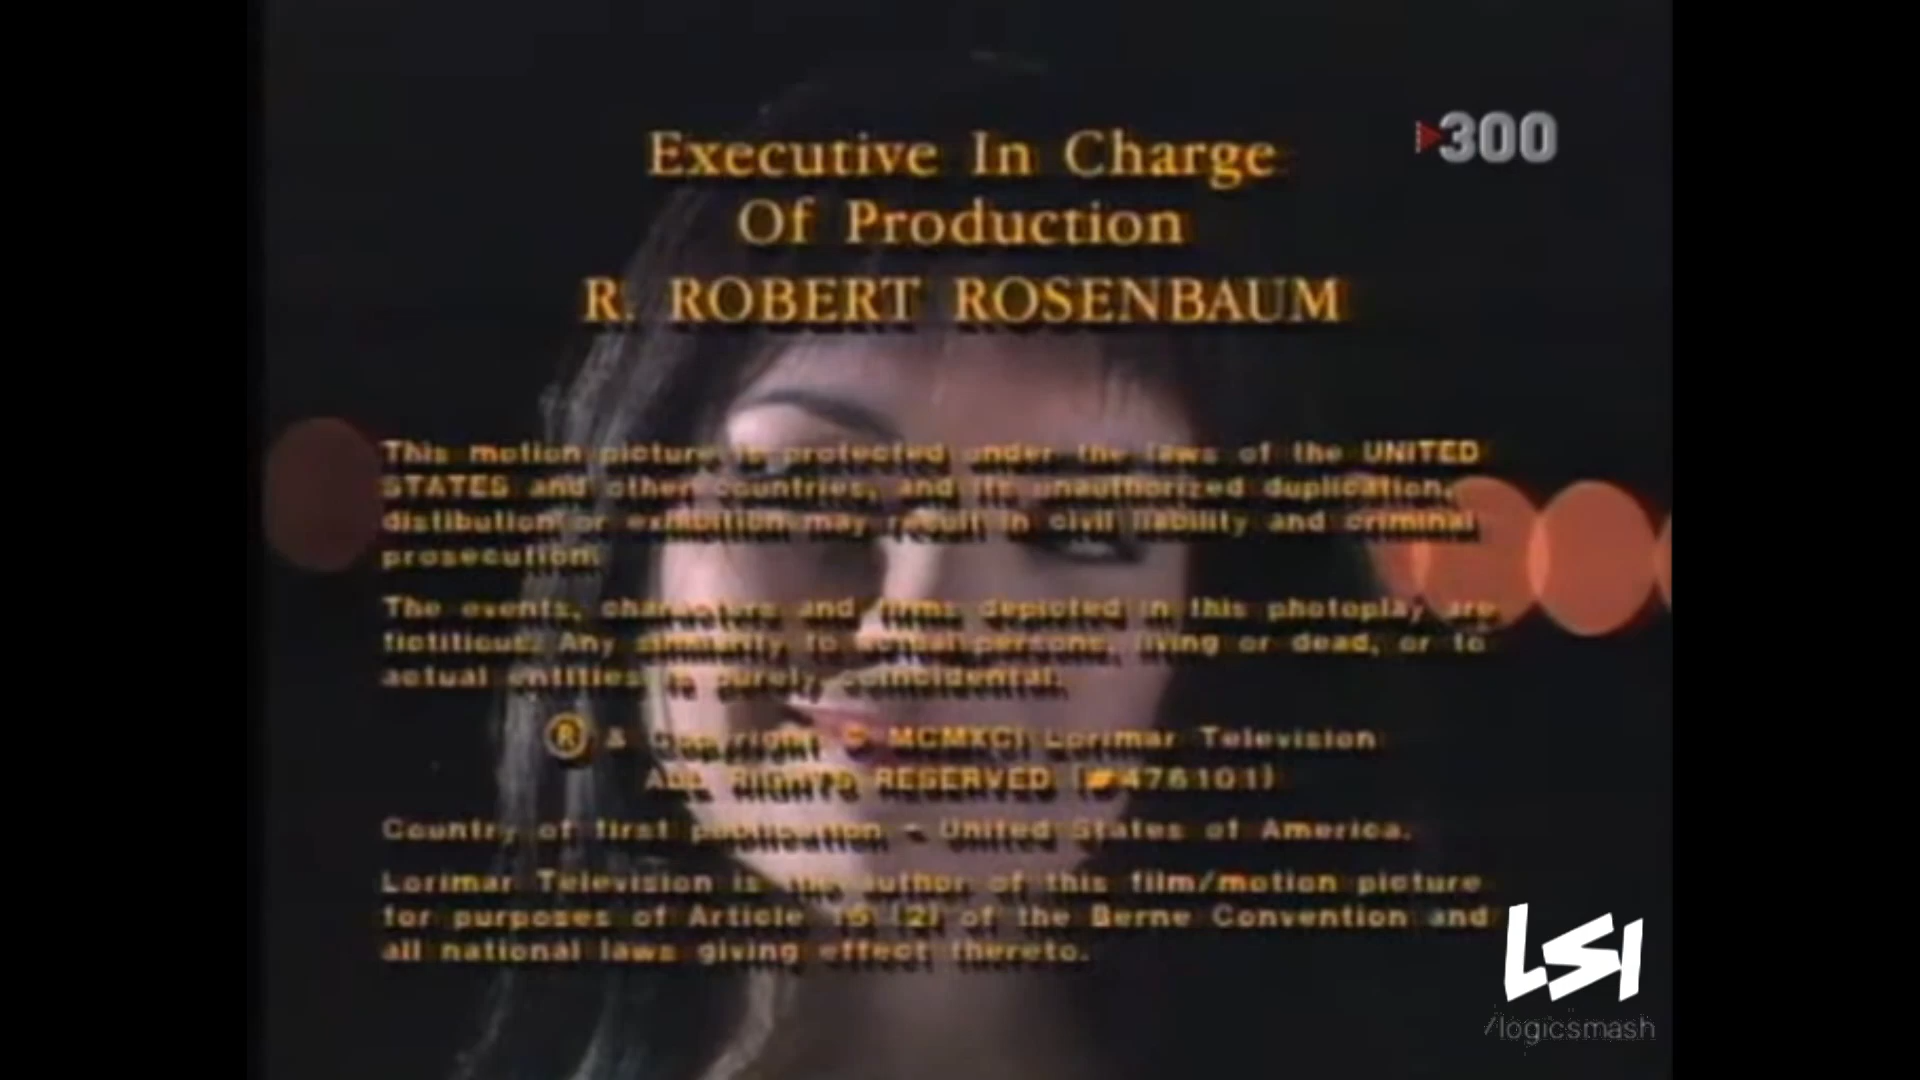 300
Executive In Charge
Of Production
R. ROBERT ROSENBAUM
This motion picture is protected under the laws of the UNITED
STATES and other countries, and its unauthorized duplication,
distibution or exhibition may result in civil liability and criminal
prosecution.
The events, characters and firms depicted in this photoplay are
fictitious. Any similarity to actual persons, living or dead, or to
actual entities is purely coincidental.
® & Copyright © MCMXCI Lorimar Television
ALL RIGHTS RESERVED (#476101)
Country of first publication - United States of America.
Lorimar Television is the author of this film/motion picture
for purposes of Article 15 (2) of the Berne Convention and
all national laws giving effect thereto.
LSI
/logicsmash